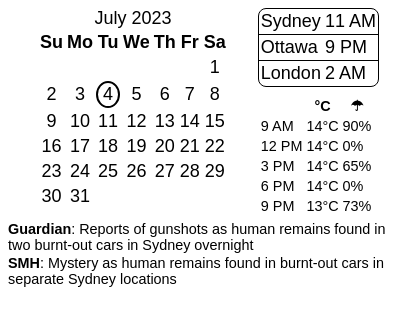 July 2023
Su Mo Tu We Th Fr Sa
1
2 3 4 5 6 7 8
9 10 11 12 13 14 15
16 17 18 19 20 21 22
23 24 25 26 27 28 29
30 31
Sydney 11 AM
Ottawa 9 PM
London 2 AM
°C ☂
9 AM 14°C 90%
12 PM 14°C 0%
3 PM 14°C 65%
6 PM 14°C 0%
9 PM 13°C 73%
Guardian: Reports of gunshots as human remains found in
two burnt-out cars in Sydney overnight
SMH: Mystery as human remains found in burnt-out cars in
separate Sydney locations